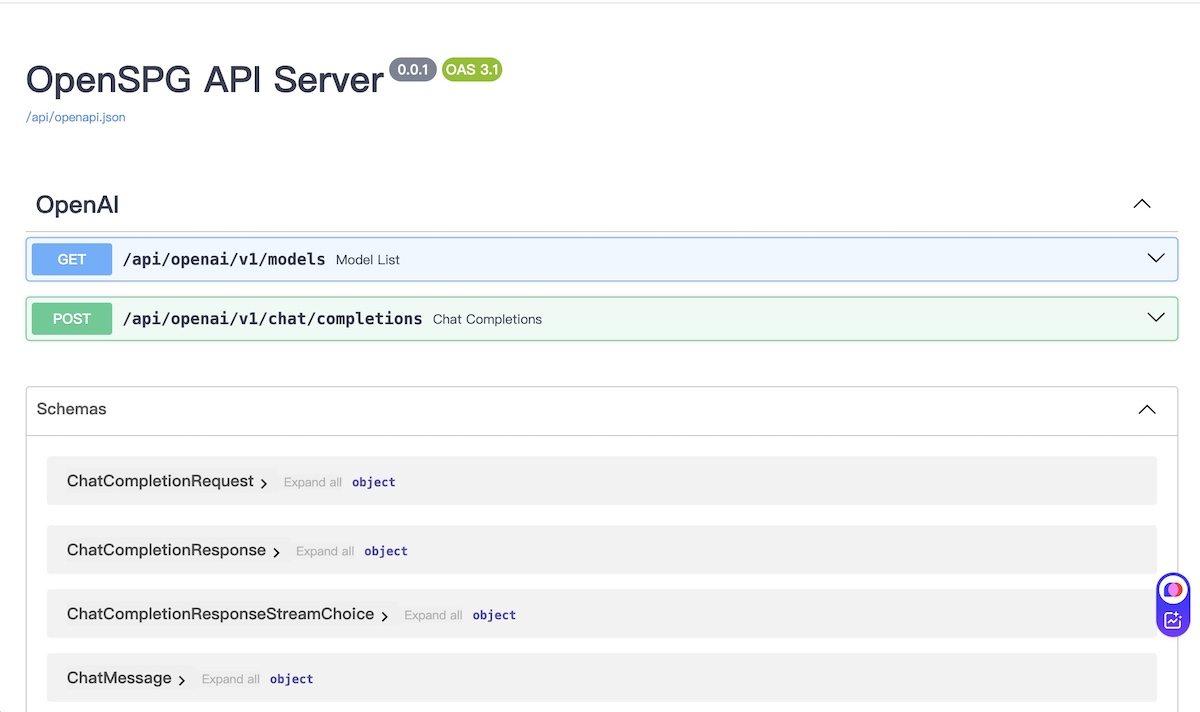 OpenSPG API Server 0.0.1 OAS 3.1
/api/openapi.json
OpenAI
GET /api/openai/v1/models Model List
POST /api/openai/v1/chat/completions Chat Completions
Schemas
ChatCompletionRequest Expand all object
ChatCompletionResponse Expand all object
ChatCompletionResponseStreamChoice Expand all object
ChatMessage Expand all object